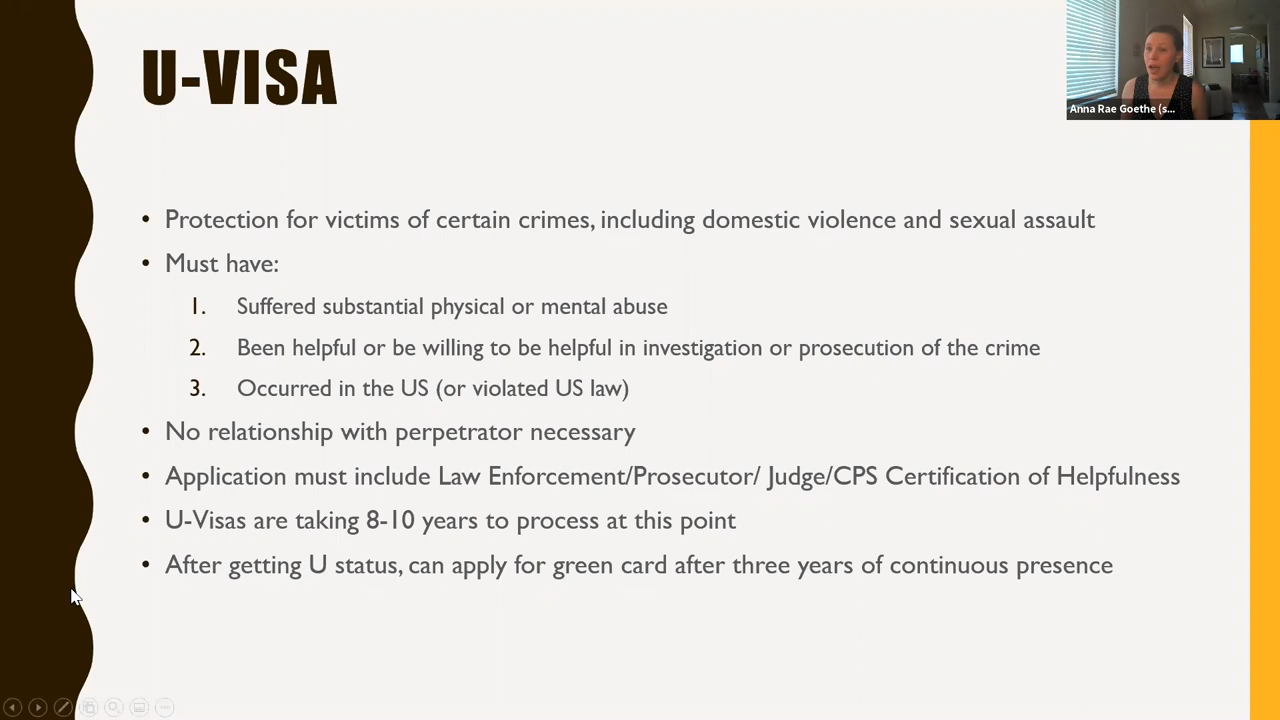 U-VISA
Anna Rae Goethe (s...
• Protection for victims of certain crimes, including domestic violence and sexual assault
• Must have:
1. Suffered substantial physical or mental abuse
2. Been helpful or be willing to be helpful in investigation or prosecution of the crime
3. Occurred in the US (or violated US law)
• No relationship with perpetrator necessary
• Application must include Law Enforcement/Prosecutor/ Judge/CPS Certification of Helpfulness
• U-Visas are taking 8-10 years to process at this point
• After getting U status, can apply for green card after three years of continuous presence